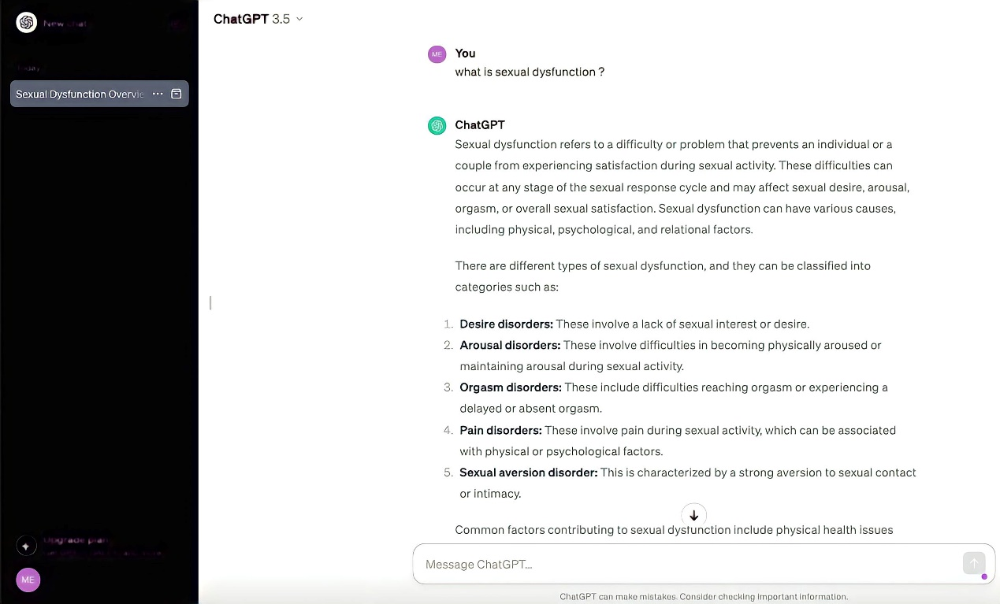 New chat
ChatGPT 3.5
Today
Sexual Dysfunction Overvie
ME
You
what is sexual dysfunction ?
ChatGPT
Sexual dysfunction refers to a difficulty or problem that prevents an individual or a
couple from experiencing satisfaction during sexual activity. These difficulties can
occur at any stage of the sexual response cycle and may affect sexual desire, arousal,
orgasm, or overall sexual satisfaction. Sexual dysfunction can have various causes,
including physical, psychological, and relational factors.
There are different types of sexual dysfunction, and they can be classified into
categories such as:
1. Desire disorders: These involve a lack of sexual interest or desire.
2. Arousal disorders: These involve difficulties in becoming physically aroused or
maintaining arousal during sexual activity.
3. Orgasm disorders: These include difficulties reaching orgasm or experiencing a
delayed or absent orgasm.
4. Pain disorders: These involve pain during sexual activity, which can be associated
with physical or psychological factors.
5. Sexual aversion disorder: This is characterized by a strong aversion to sexual contact
or intimacy.
Common factors contributing to sexual dysfunction include physical health issues
Upgrade plan
ME
Message ChatGPT...
ChatGPT can make mistakes. Consider checking important information.